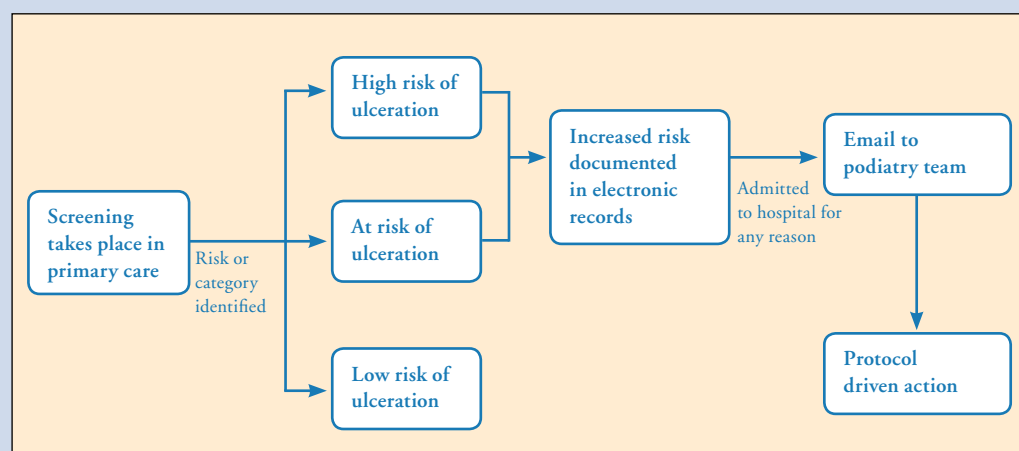 Screening
takes place in
primary care
Risk or
category
identified
High risk of
ulceration
At risk of
ulceration
Low risk of
ulceration
Increased risk
documented
in electronic
records
Admitted
to hospital for
any reason
Email to
podiatry team
Protocol
driven action